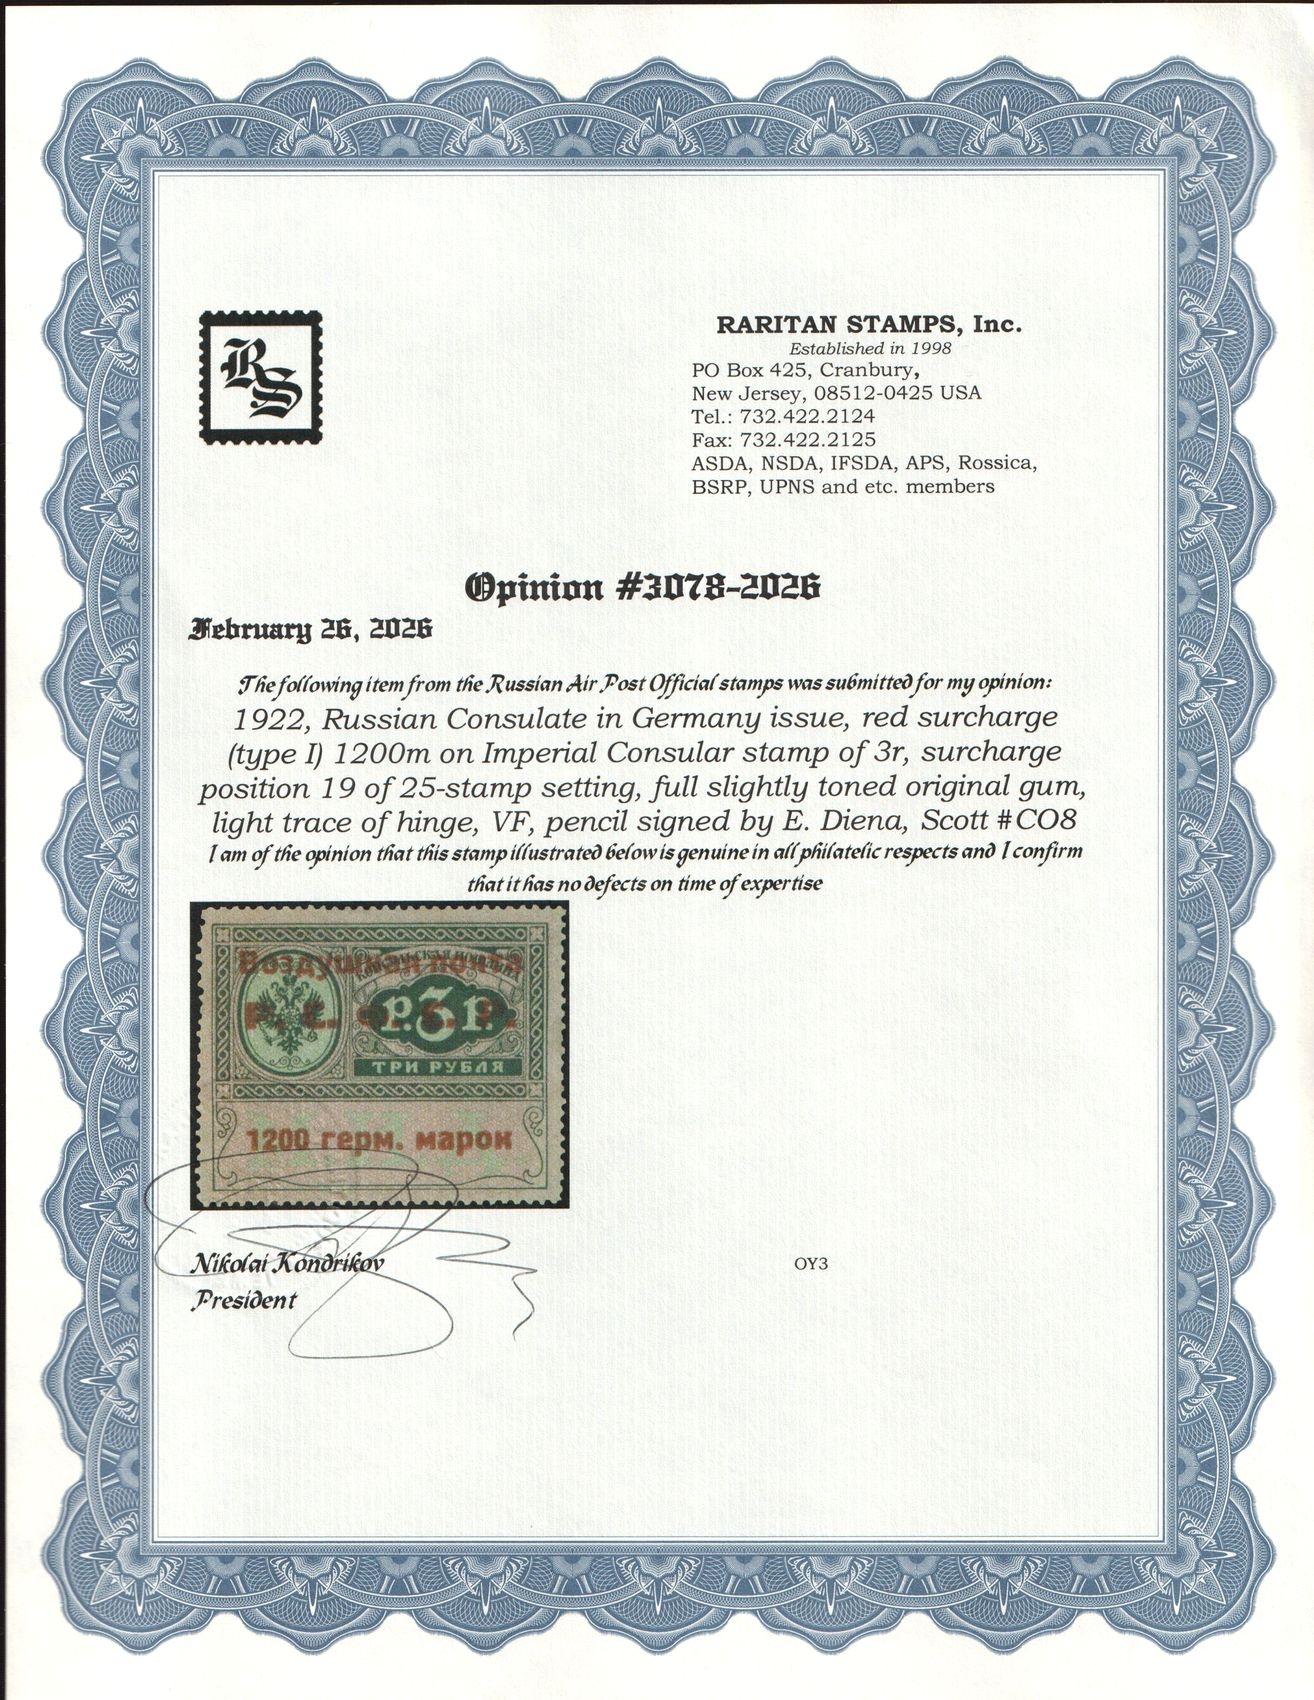 RS
RARITAN STAMPS, Inc.
Established in 1998
PO Box 425, Cranbury,
New Jersey, 08512-0425 USA
Tel.: 732.422.2124
Fax: 732.422.2125
ASDA, NSDA, IFSDA, APS, Rossica,
BSRP, UPNS and etc. members
Opinion #3078-2026
February 26, 2026
The following item from the Russian Air Post Official stamps was submitted for my opinion:
1922, Russian Consulate in Germany issue, red surcharge
(type I) 1200m on Imperial Consular stamp of 3r, surcharge
position 19 of 25-stamp setting, full slightly toned original gum,
light trace of hinge, VF, pencil signed by E. Diena, Scott #CO8
I am of the opinion that this stamp illustrated below is genuine in all philatelic respects and I confirm
that it has no defects on time of expertise
Воздушная почта
Р. С. Ф. С. Р.
Р.3Р.
ТРИ РУБЛЯ
1200 герм. марок
Nikolai Kondrikov
President
OY3